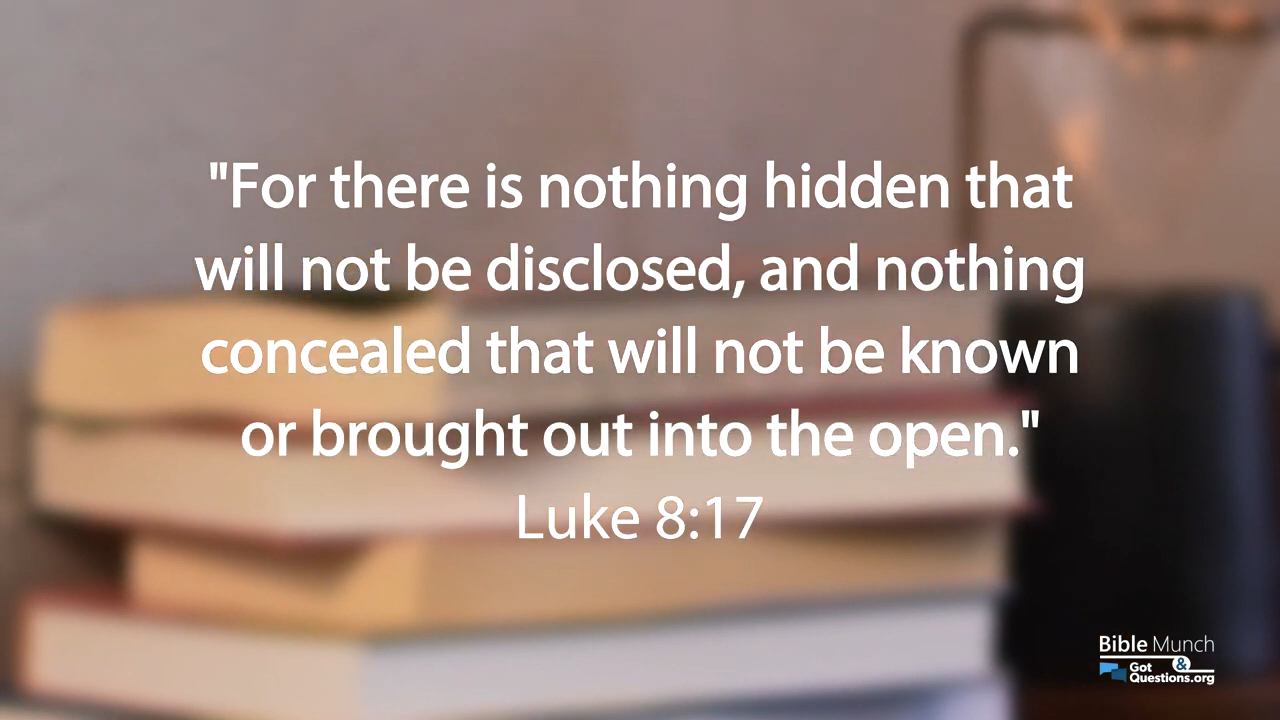 "For there is nothing hidden that
will not be disclosed, and nothing
concealed that will not be known
or brought out into the open."
Luke 8:17
Bible Munch
&
Got
Questions.org